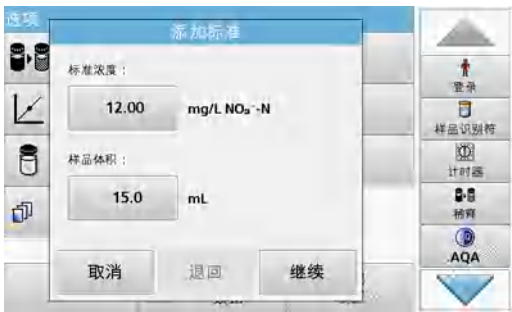 选项
添加标准
标准浓度：
12.00 mg/L NO₃⁻-N
样品体积：
15.0 mL
取消 退回 继续
登录
样品识别符
计时器
稀释
AQA